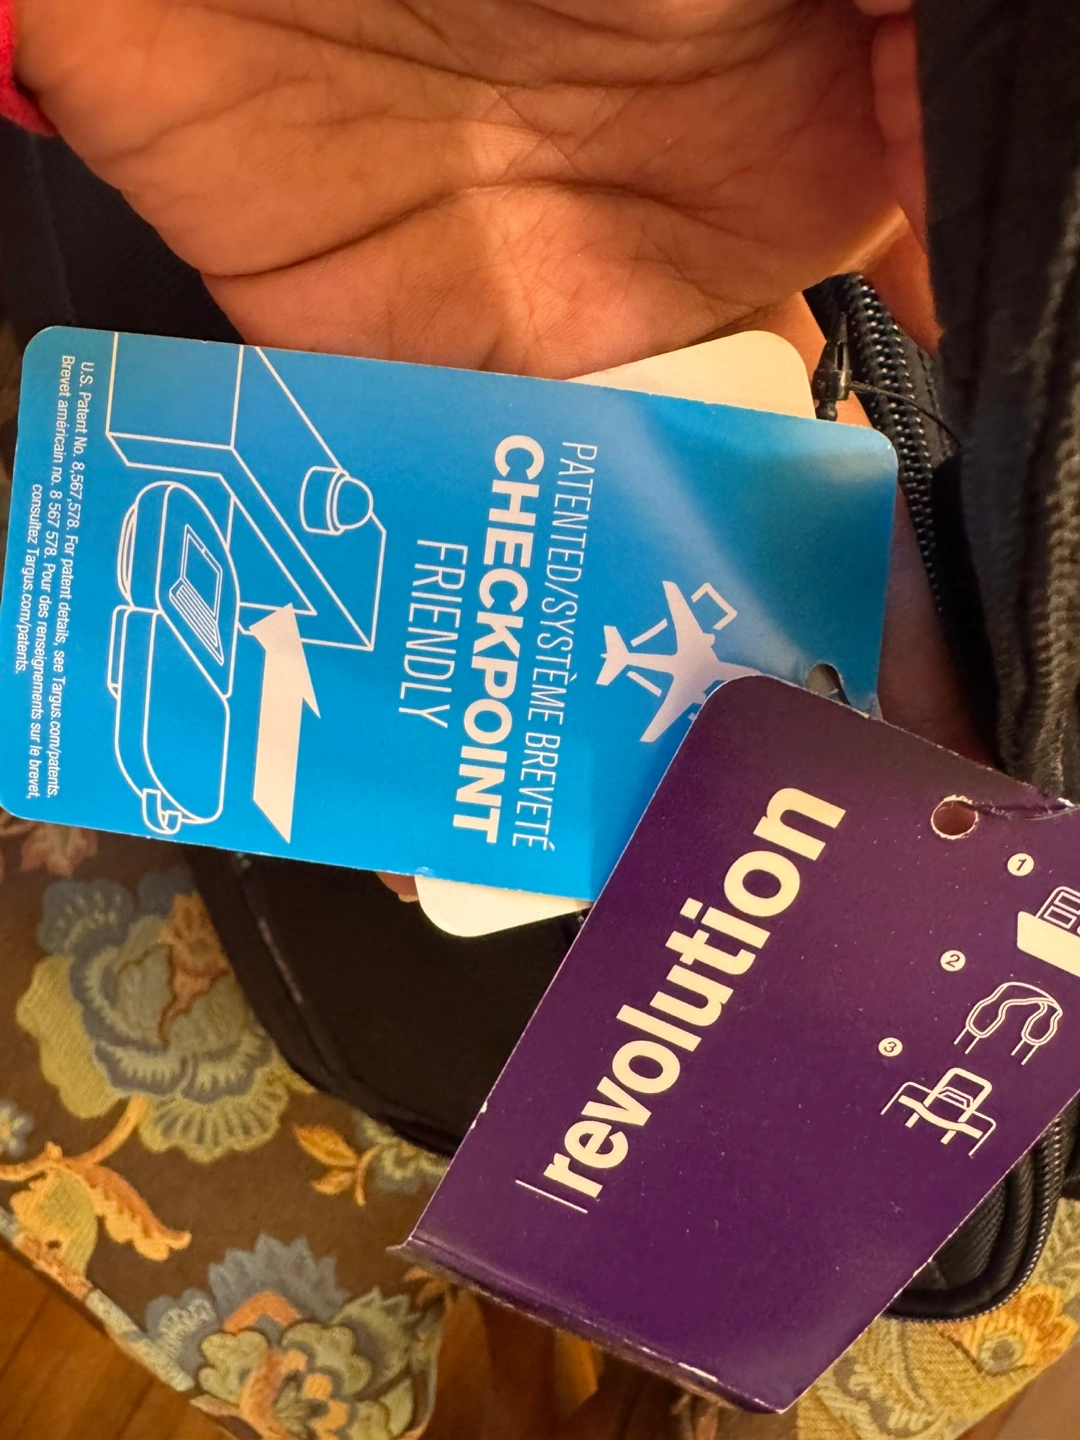 PATENTED/SYSTÈME BREVETÉ
CHECKPOINT
FRIENDLY
U.S. Patent No. 8,567,578. For patent details, see Targus.com/patents.
Brevet américain no. 8 567 578. Pour des renseignements sur le brevet,
consultez Targus.com/patents.
revolution
1
2
3